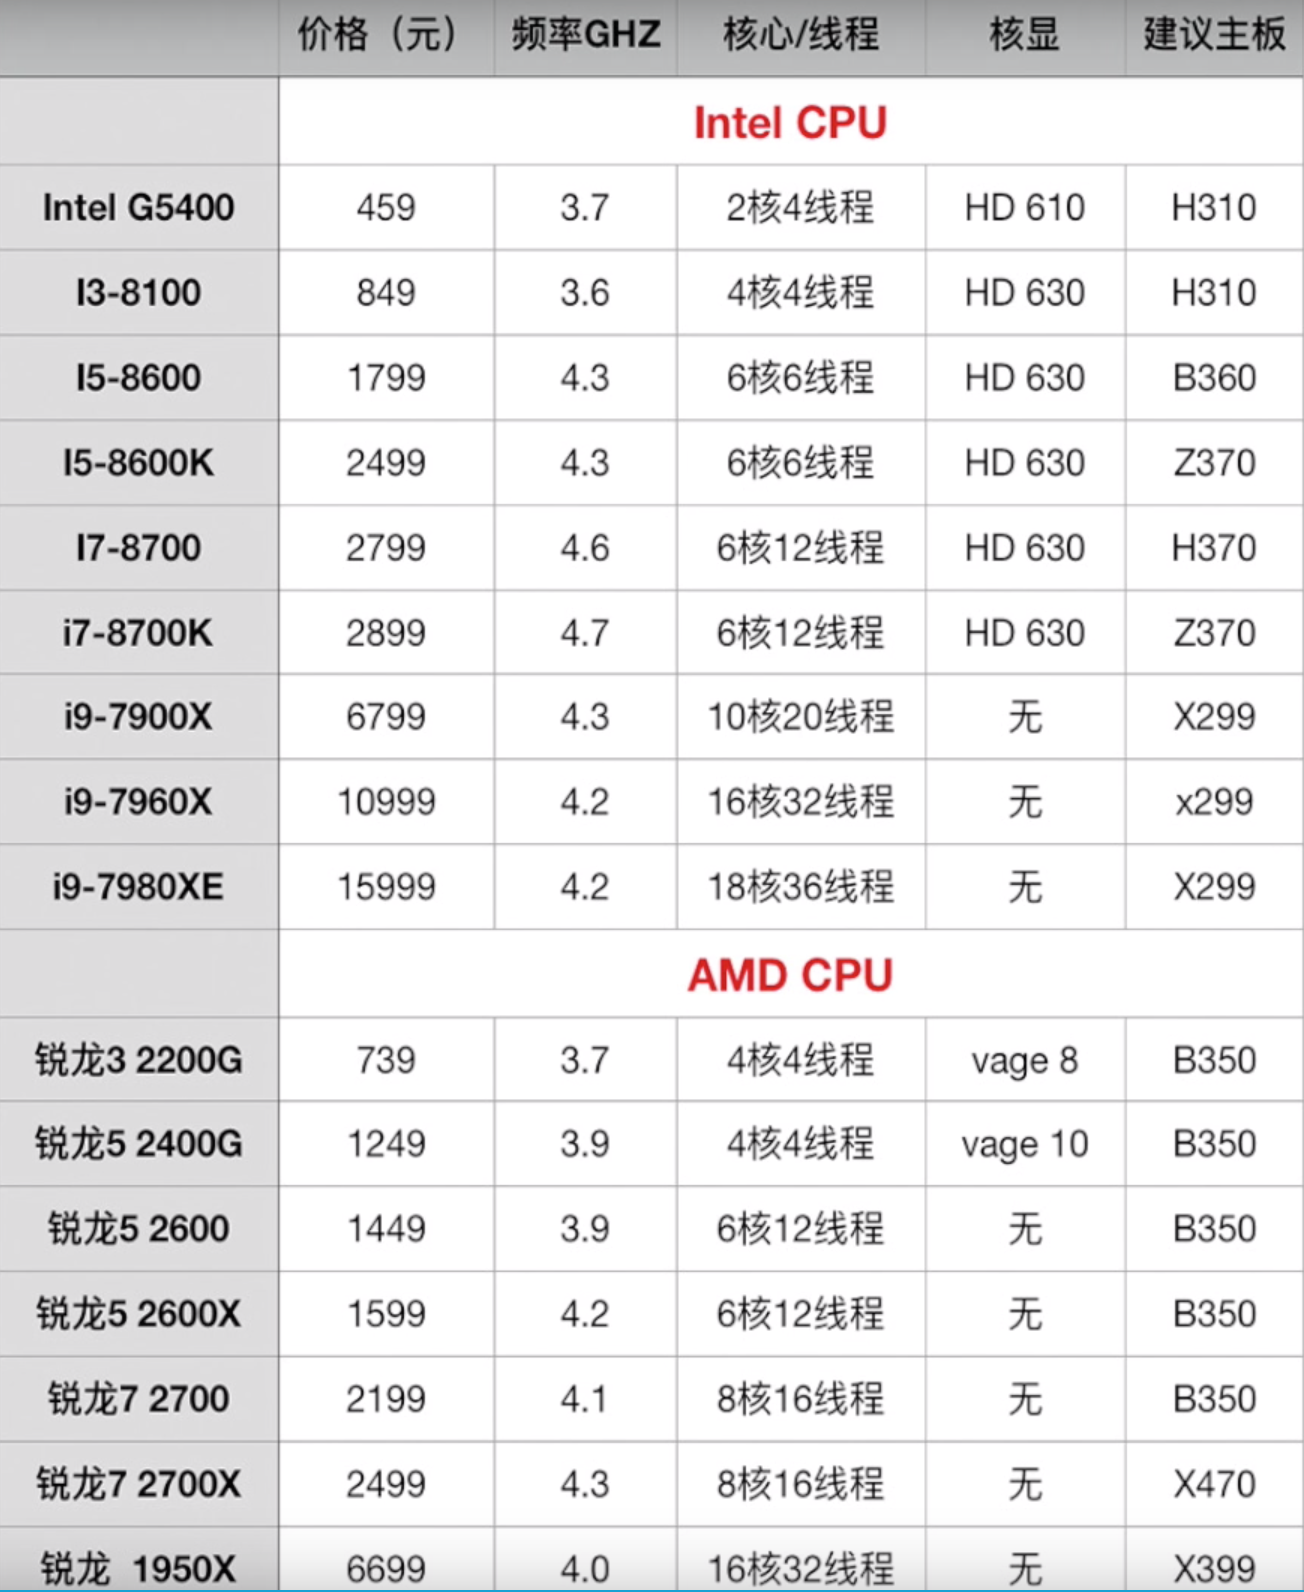 价格（元） 频率GHZ 核心/线程 核显 建议主板
Intel CPU
Intel G5400 459 3.7 2核4线程 HD 610 H310
I3-8100 849 3.6 4核4线程 HD 630 H310
I5-8600 1799 4.3 6核6线程 HD 630 B360
I5-8600K 2499 4.3 6核6线程 HD 630 Z370
I7-8700 2799 4.6 6核12线程 HD 630 H370
i7-8700K 2899 4.7 6核12线程 HD 630 Z370
i9-7900X 6799 4.3 10核20线程 无 X299
i9-7960X 10999 4.2 16核32线程 无 x299
i9-7980XE 15999 4.2 18核36线程 无 X299
AMD CPU
锐龙3 2200G 739 3.7 4核4线程 vage 8 B350
锐龙5 2400G 1249 3.9 4核4线程 vage 10 B350
锐龙5 2600 1449 3.9 6核12线程 无 B350
锐龙5 2600X 1599 4.2 6核12线程 无 B350
锐龙7 2700 2199 4.1 8核16线程 无 B350
锐龙7 2700X 2499 4.3 8核16线程 无 X470
锐龙 1950X 6699 4.0 16核32线程 无 X399